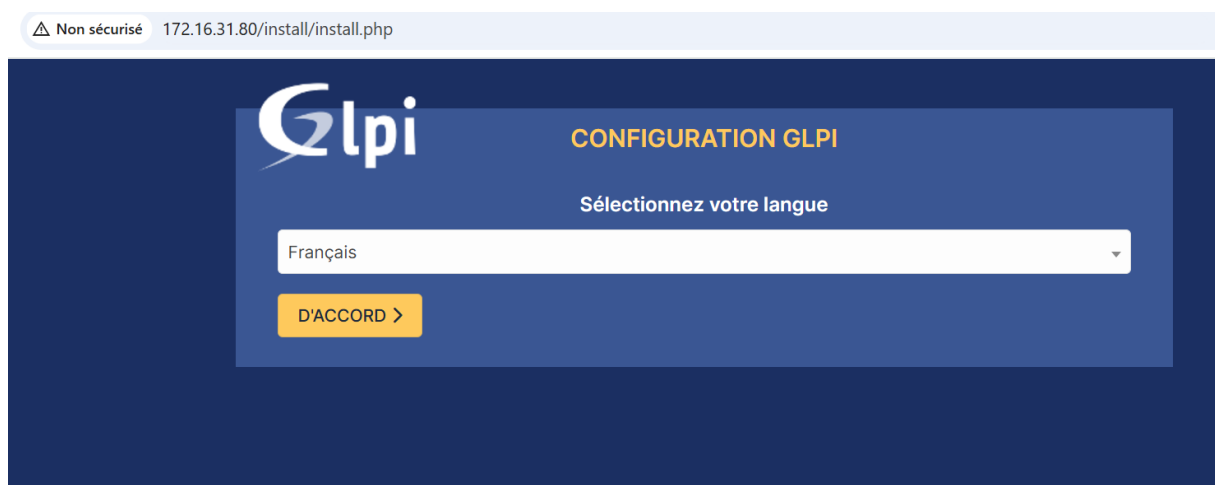 Non sécurisé 172.16.31.80/install/install.php
Glpi
CONFIGURATION GLPI
Sélectionnez votre langue
Français
D'ACCORD